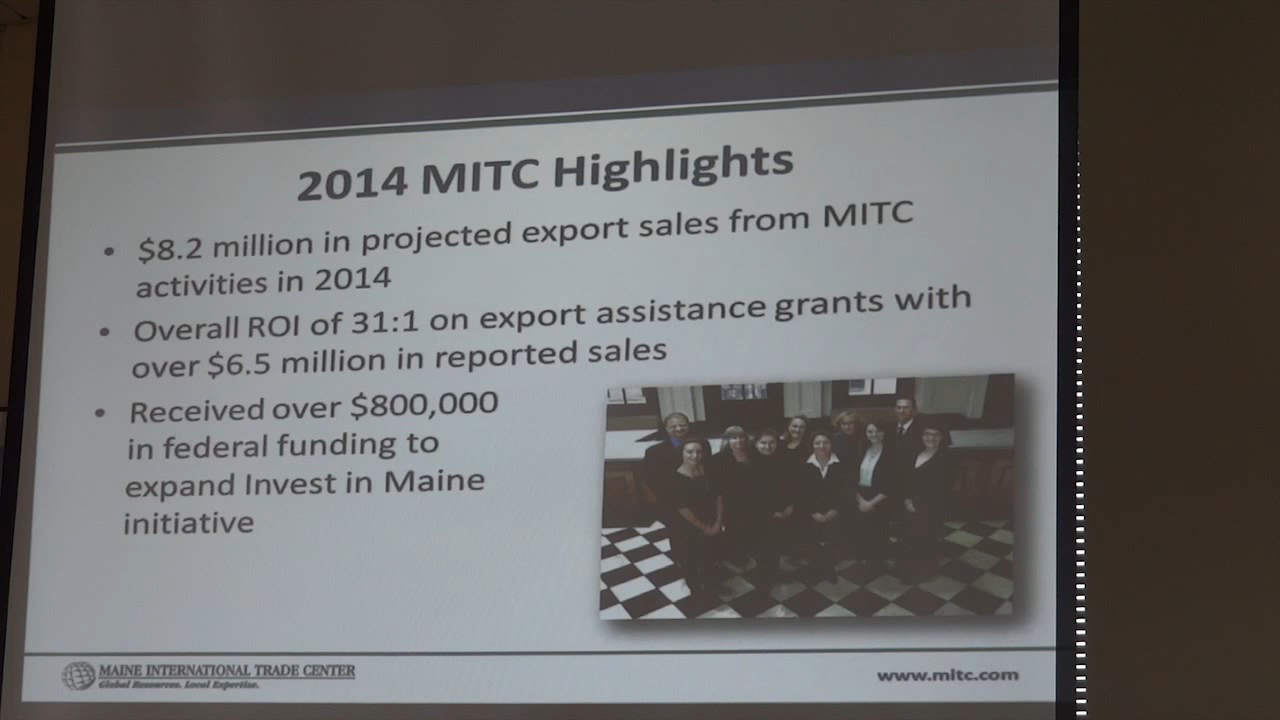 2014 MITC Highlights
• $8.2 million in projected export sales from MITC
activities in 2014
• Overall ROI of 31:1 on export assistance grants with
over $6.5 million in reported sales
• Received over $800,000
in federal funding to
expand Invest in Maine
initiative
MAINE INTERNATIONAL TRADE CENTER
Global Resources. Local Expertise.
www.mitc.com